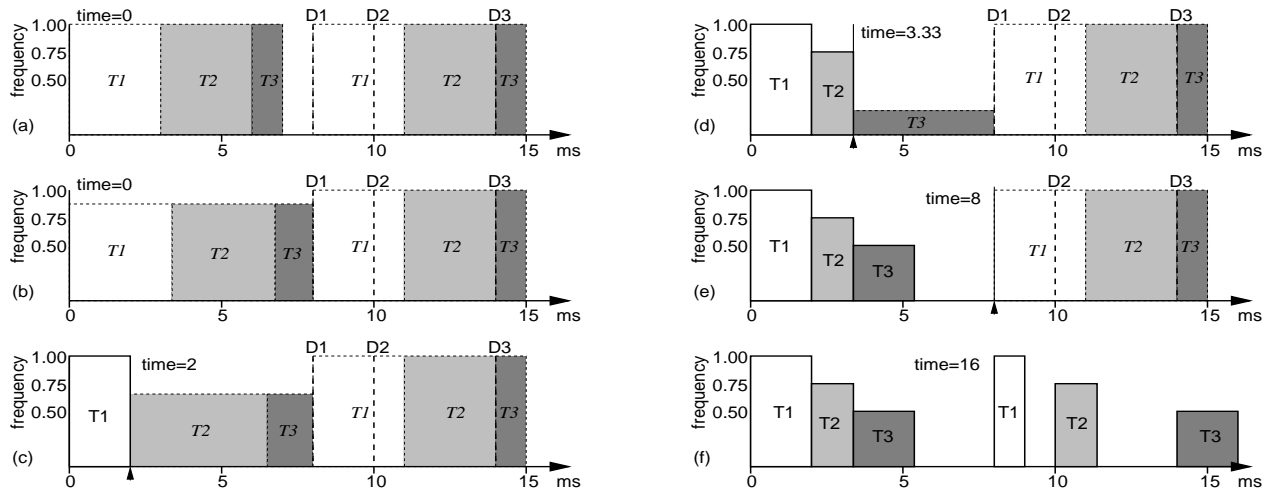 time=0 D1 D2 D3
1.00
0.75
0.50
frequency
T1 T2 T3 T1 T2 T3
(a)
0 5 10 15 ms
time=0 D1 D2 D3
1.00
0.75
0.50
frequency
T1 T2 T3 T1 T2 T3
(b)
0 5 10 15 ms
time=2 D1 D2 D3
1.00
0.75
0.50
frequency
T1 T2 T3 T1 T2 T3
(c)
0 5 10 15 ms
time=3.33 D1 D2 D3
1.00
0.75
0.50
frequency
T1 T2 T3 T1 T2 T3
(d)
0 5 10 15 ms
time=8 D2 D3
1.00
0.75
0.50
frequency
T1 T2 T3 T1 T2 T3
(e)
0 5 10 15 ms
time=16
1.00
0.75
0.50
frequency
T1 T2 T3 T1 T2 T3
(f)
0 5 10 15 ms